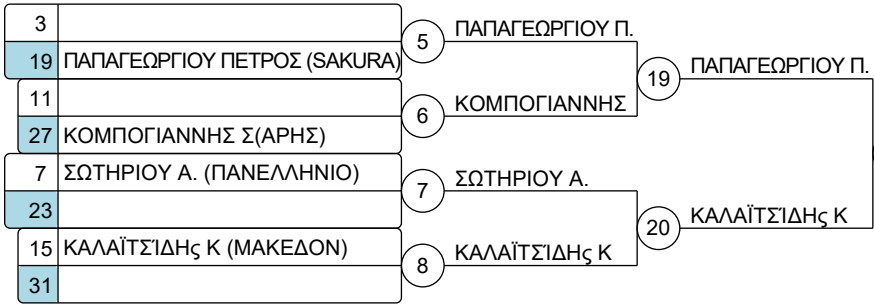 3
19 ΠΑΠΑΓΕΩΡΓΙΟΥ ΠΕΤΡΟΣ (SAKURA)
5 ΠΑΠΑΓΕΩΡΓΙΟΥ Π.
11
27 ΚΟΜΠΟΓΙΑΝΝΗΣ Σ(ΑΡΗΣ)
6 ΚΟΜΠΟΓΙΑΝΝΗΣ
19 ΠΑΠΑΓΕΩΡΓΙΟΥ Π.
7 ΣΩΤΗΡΙΟΥ Α. (ΠΑΝΕΛΛΗΝΙΟ)
23
7 ΣΩΤΗΡΙΟΥ Α.
15 ΚΑΛΑΪΤΣΊΔΗς Κ (ΜΑΚΕΔΟΝ)
31
8 ΚΑΛΑΪΤΣΊΔΗς Κ
20 ΚΑΛΑΪΤΣΊΔΗς Κ